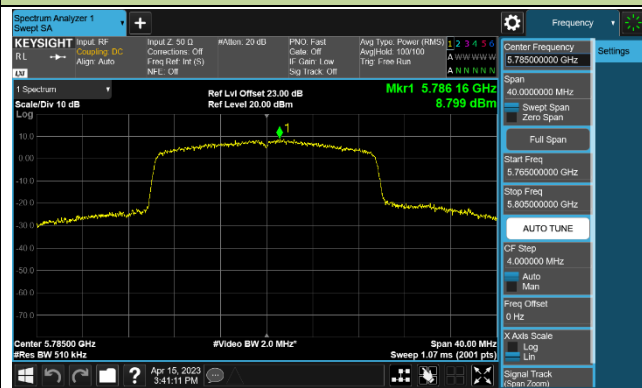 Spectrum Analyzer 1
Swept SA
+
Frequency
KEYSIGHT
RL
LXI
Input: RF
Coupling: DC
Align: Auto
Input Z: 50 Ω
Corrections: Off
Freq Ref: Int (S)
NFE: Off
#Atten: 20 dB
PNO: Fast
Gate: Off
IF Gain: Low
Sig Track: Off
Avg Type: Power (RMS)
Avg|Hold: 100/100
Trig: Free Run
1 2 3 4 5 6
A W W W W W
A N N N N N
Center Frequency
5.785000000 GHz
Settings
1 Spectrum
Scale/Div 10 dB
Log
Ref Lvl Offset 23.00 dB
Ref Level 20.00 dBm
Mkr1 5.786 16 GHz
8.799 dBm
1
10.0
0.00
-10.0
-20.0
-30.0
-40.0
-50.0
-60.0
-70.0
Span
40.0000000 MHz
Swept Span
Zero Span
Full Span
Start Freq
5.765000000 GHz
Stop Freq
5.805000000 GHz
AUTO TUNE
CF Step
4.000000 MHz
Auto
Man
Freq Offset
0 Hz
X Axis Scale
Log
Lin
Signal Track
(Span Zoom)
Center 5.78500 GHz
#Res BW 510 kHz
#Video BW 2.0 MHz*
Span 40.00 MHz
Sweep 1.07 ms (2001 pts)
?
Apr 15, 2023
3:41:11 PM